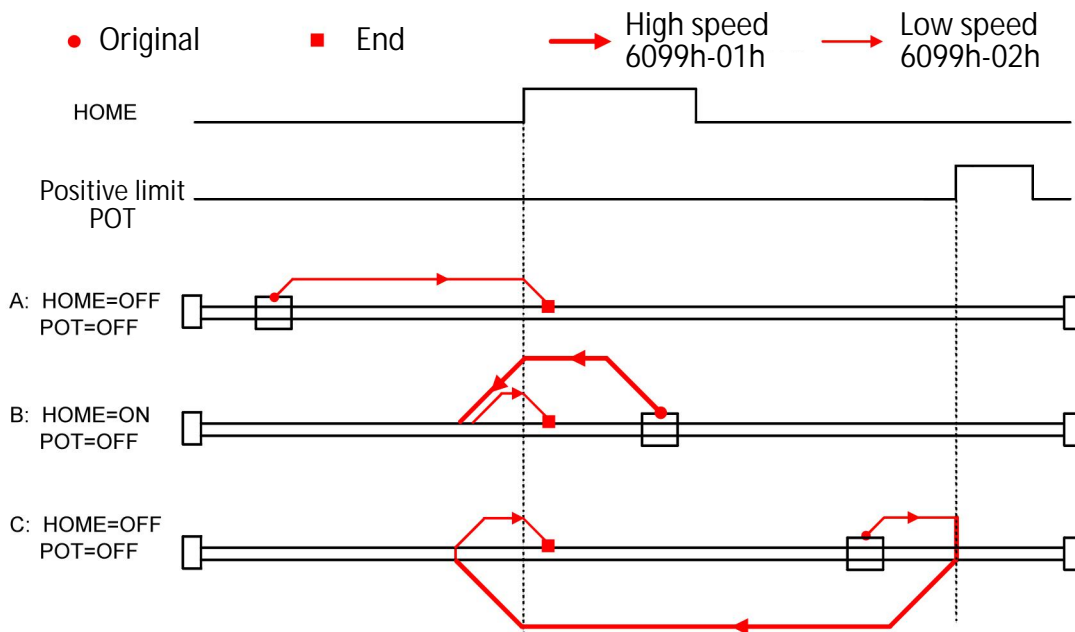 Original
End
High speed
6099h-01h
Low speed
6099h-02h
HOME
Positive limit
POT
A: HOME=OFF
POT=OFF
B: HOME=ON
POT=OFF
C: HOME=OFF
POT=OFF